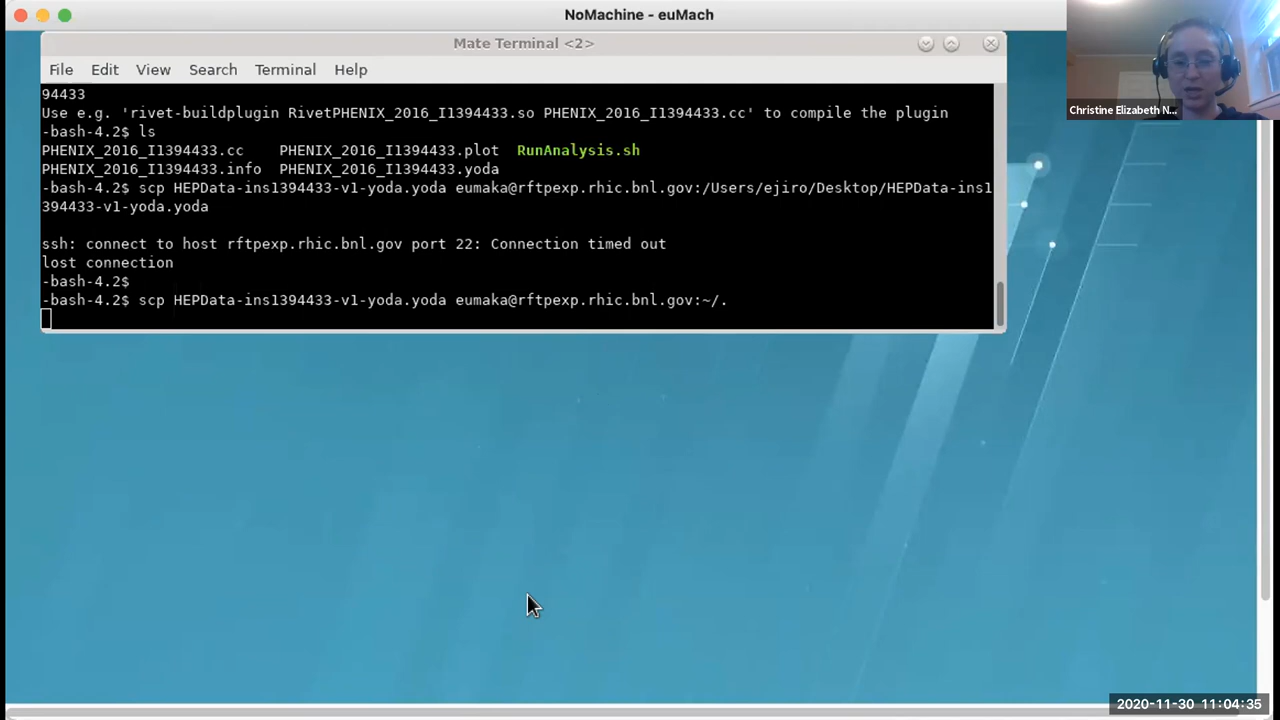 NoMachine - euMach
Mate Terminal <2>
File Edit View Search Terminal Help
94433
Use e.g. 'rivet-buildplugin RivetPHENIX_2016_I1394433.so PHENIX_2016_I1394433.cc' to compile the plugin
-bash-4.2$ ls
PHENIX_2016_I1394433.cc PHENIX_2016_I1394433.plot RunAnalysis.sh
PHENIX_2016_I1394433.info PHENIX_2016_I1394433.yoda
-bash-4.2$ scp HEPData-ins1394433-v1-yoda.yoda eumaka@rftpexp.rhic.bnl.gov:/Users/ejiro/Desktop/HEPData-ins1
394433-v1-yoda.yoda
ssh: connect to host rftpexp.rhic.bnl.gov port 22: Connection timed out
lost connection
-bash-4.2$
-bash-4.2$ scp HEPData-ins1394433-v1-yoda.yoda eumaka@rftpexp.rhic.bnl.gov:~/.
Christine Elizabeth N...
2020-11-30 11:04:35